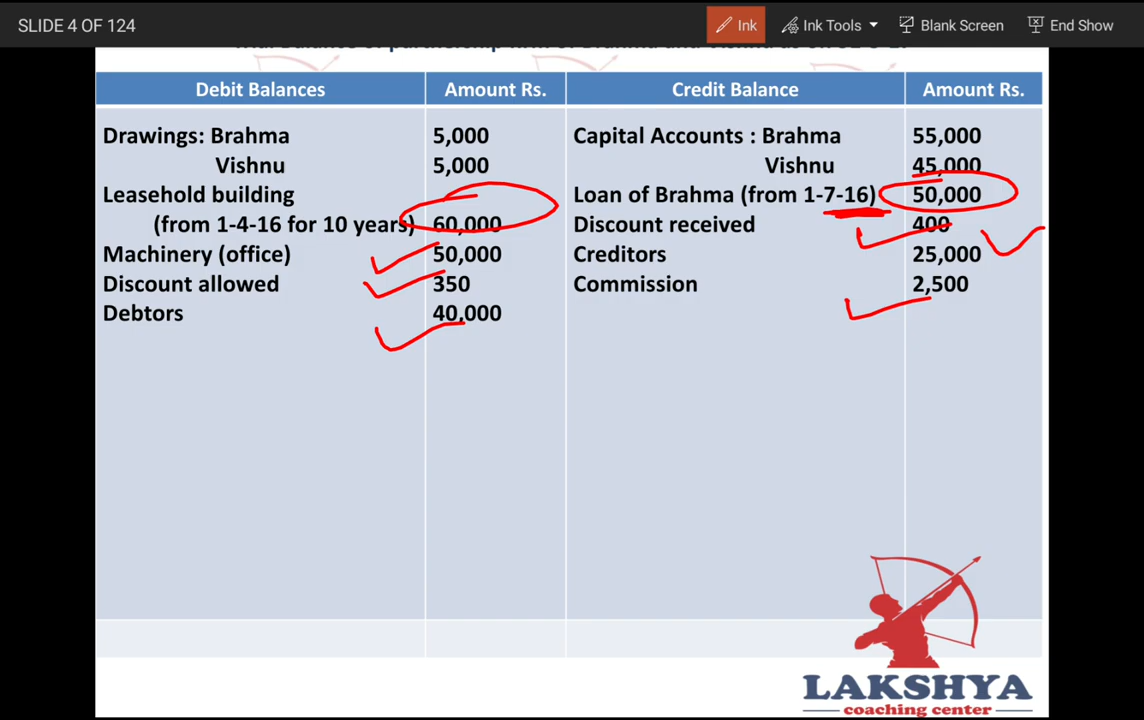 SLIDE 4 OF 124
Ink
Ink Tools
Blank Screen
End Show
Debit Balances
Amount Rs.
Credit Balance
Amount Rs.
Drawings: Brahma 5,000
Vishnu 5,000
Leasehold building
(from 1-4-16 for 10 years) 60,000
Machinery (office) 50,000
Discount allowed 350
Debtors 40,000
Capital Accounts : Brahma 55,000
Vishnu 45,000
Loan of Brahma (from 1-7-16) 50,000
Discount received 400
Creditors 25,000
Commission 2,500
LAKSHYA
coaching center